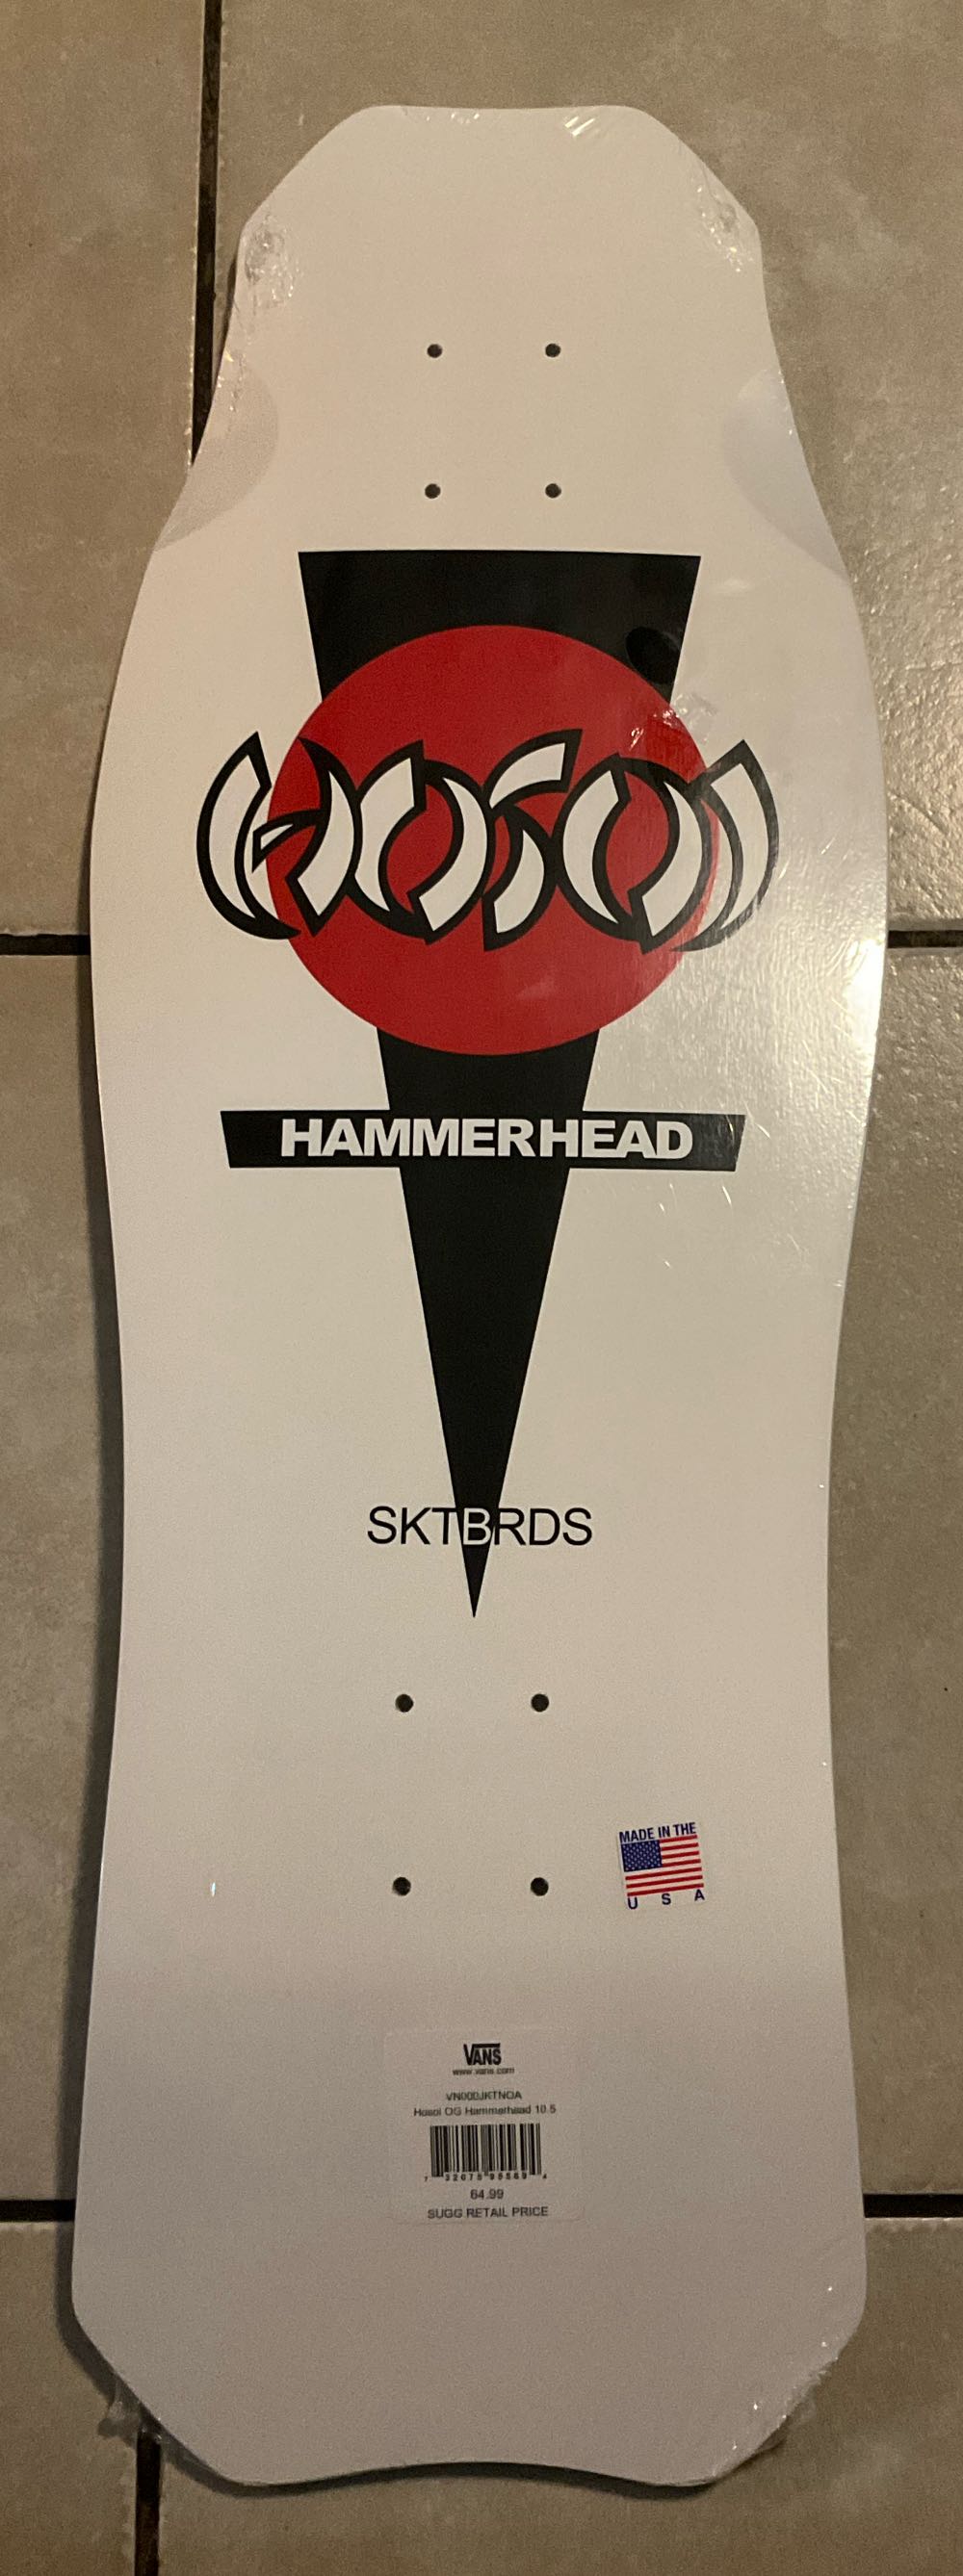 HOSOI
HAMMERHEAD
SKTBRDS
MADE IN THE
U S A
VANS
www.vans.com
VN000JKTNOA
Hosoi OG Hammerhead 10.5
64.99
SUGG RETAIL PRICE